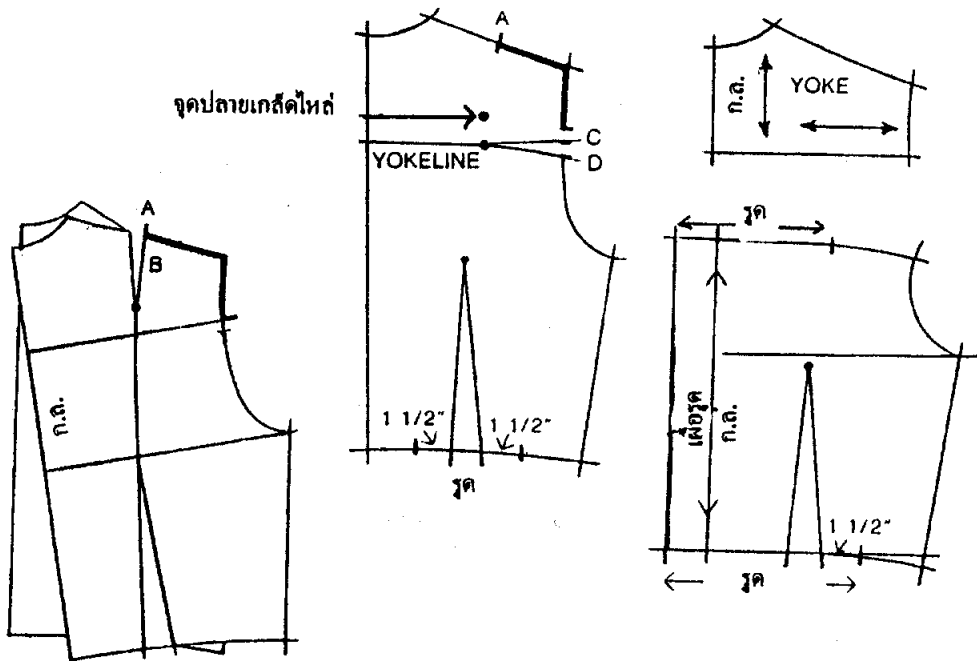 A
B
ก.ล.
A
จุดปลายเกล็ดไหล่
C
YOKELINE
D
1 1/2"
1 1/2"
รูด
ก.ล.
YOKE
รูด
เผื่อรูด
ก.ล.
1 1/2"
รูด